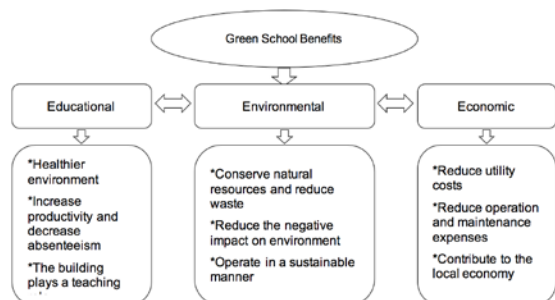 Green School Benefits
Educational
Environmental
Economic
*Healthier
environment
*Increase
productivity and
decrease
absenteeism
*The building
plays a teaching
*Conserve natural
resources and reduce
waste
*Reduce the negative
impact on environment
*Operate in a sustainable
manner
*Reduce utility
costs
*Reduce operation
and maintenance
expenses
*Contribute to the
local economy